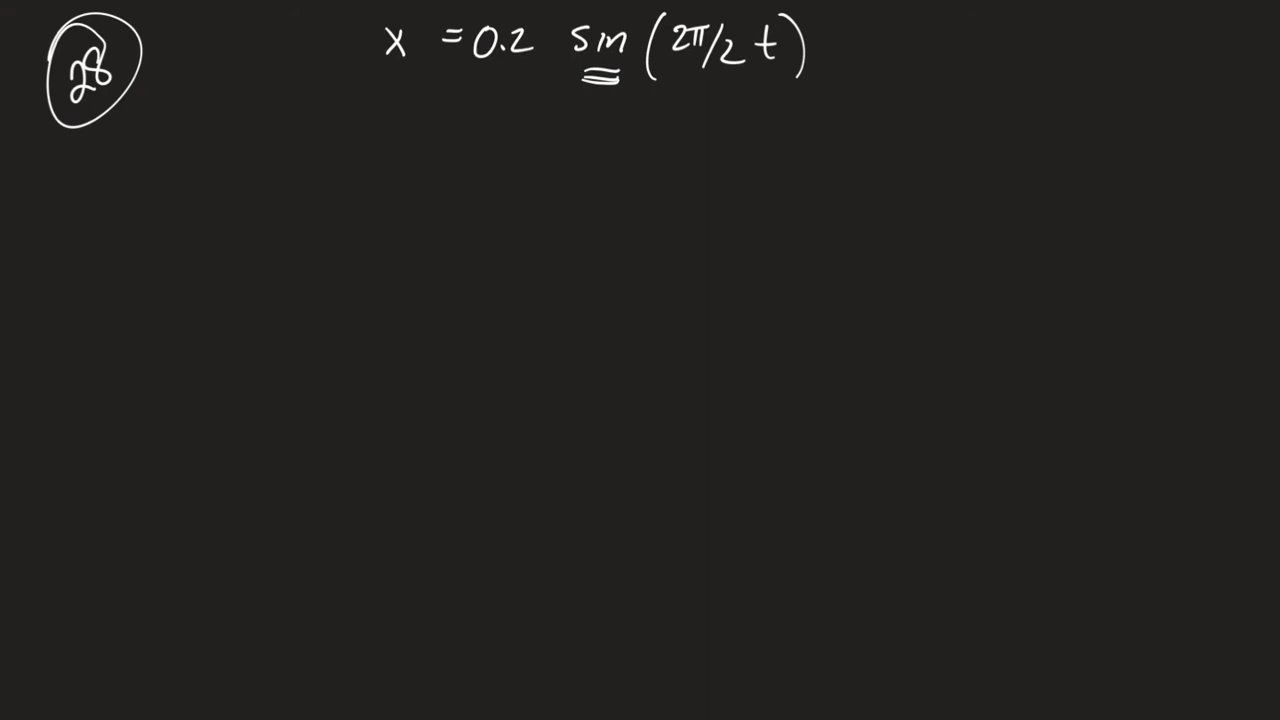 28
x = 0.2 sin (2π/2 t)